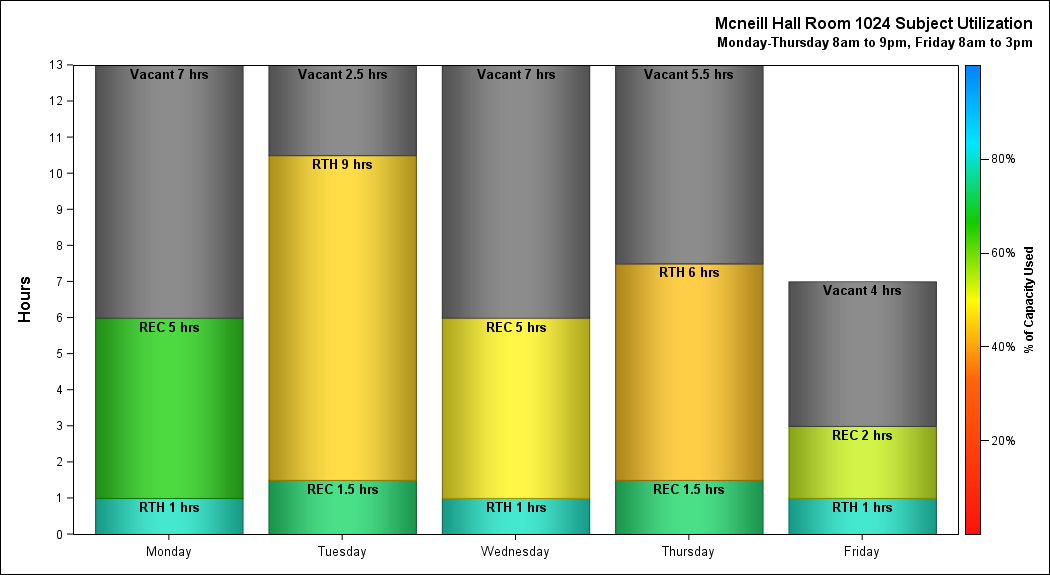 Mcneill Hall Room 1024 Subject Utilization
Monday-Thursday 8am to 9pm, Friday 8am to 3pm
Hours
13
12
11
10
9
8
7
6
5
4
3
2
1
0
Vacant 7 hrs
REC 5 hrs
RTH 1 hrs
Vacant 2.5 hrs
RTH 9 hrs
REC 1.5 hrs
Vacant 7 hrs
REC 5 hrs
RTH 1 hrs
Vacant 5.5 hrs
RTH 6 hrs
REC 1.5 hrs
Vacant 4 hrs
REC 2 hrs
RTH 1 hrs
Monday
Tuesday
Wednesday
Thursday
Friday
80%
60%
40%
20%
% of Capacity Used